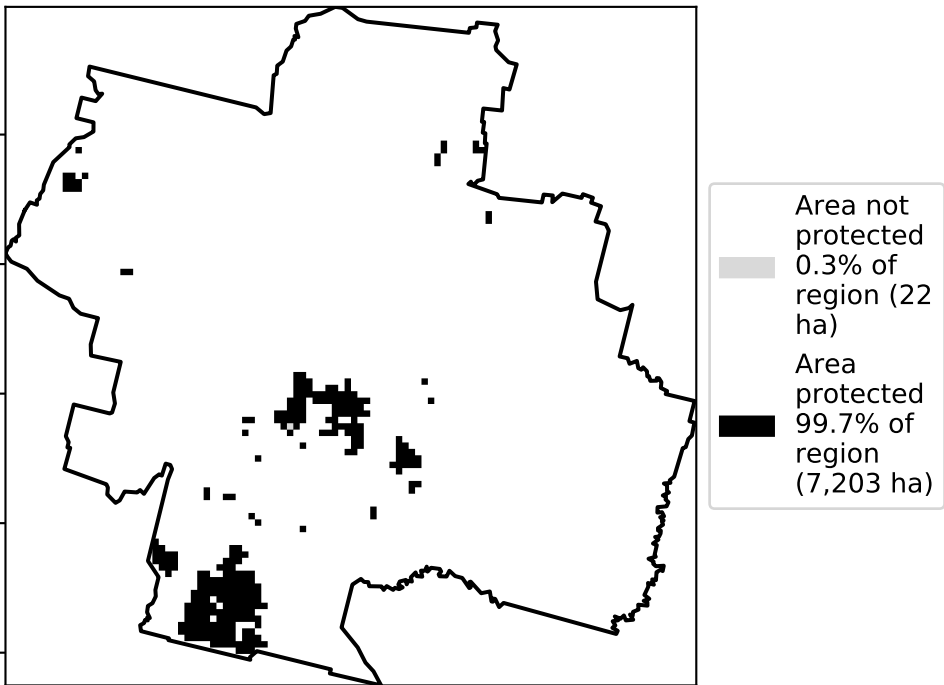 Area not
protected
0.3% of
region (22
ha)
Area
protected
99.7% of
region
(7,203 ha)